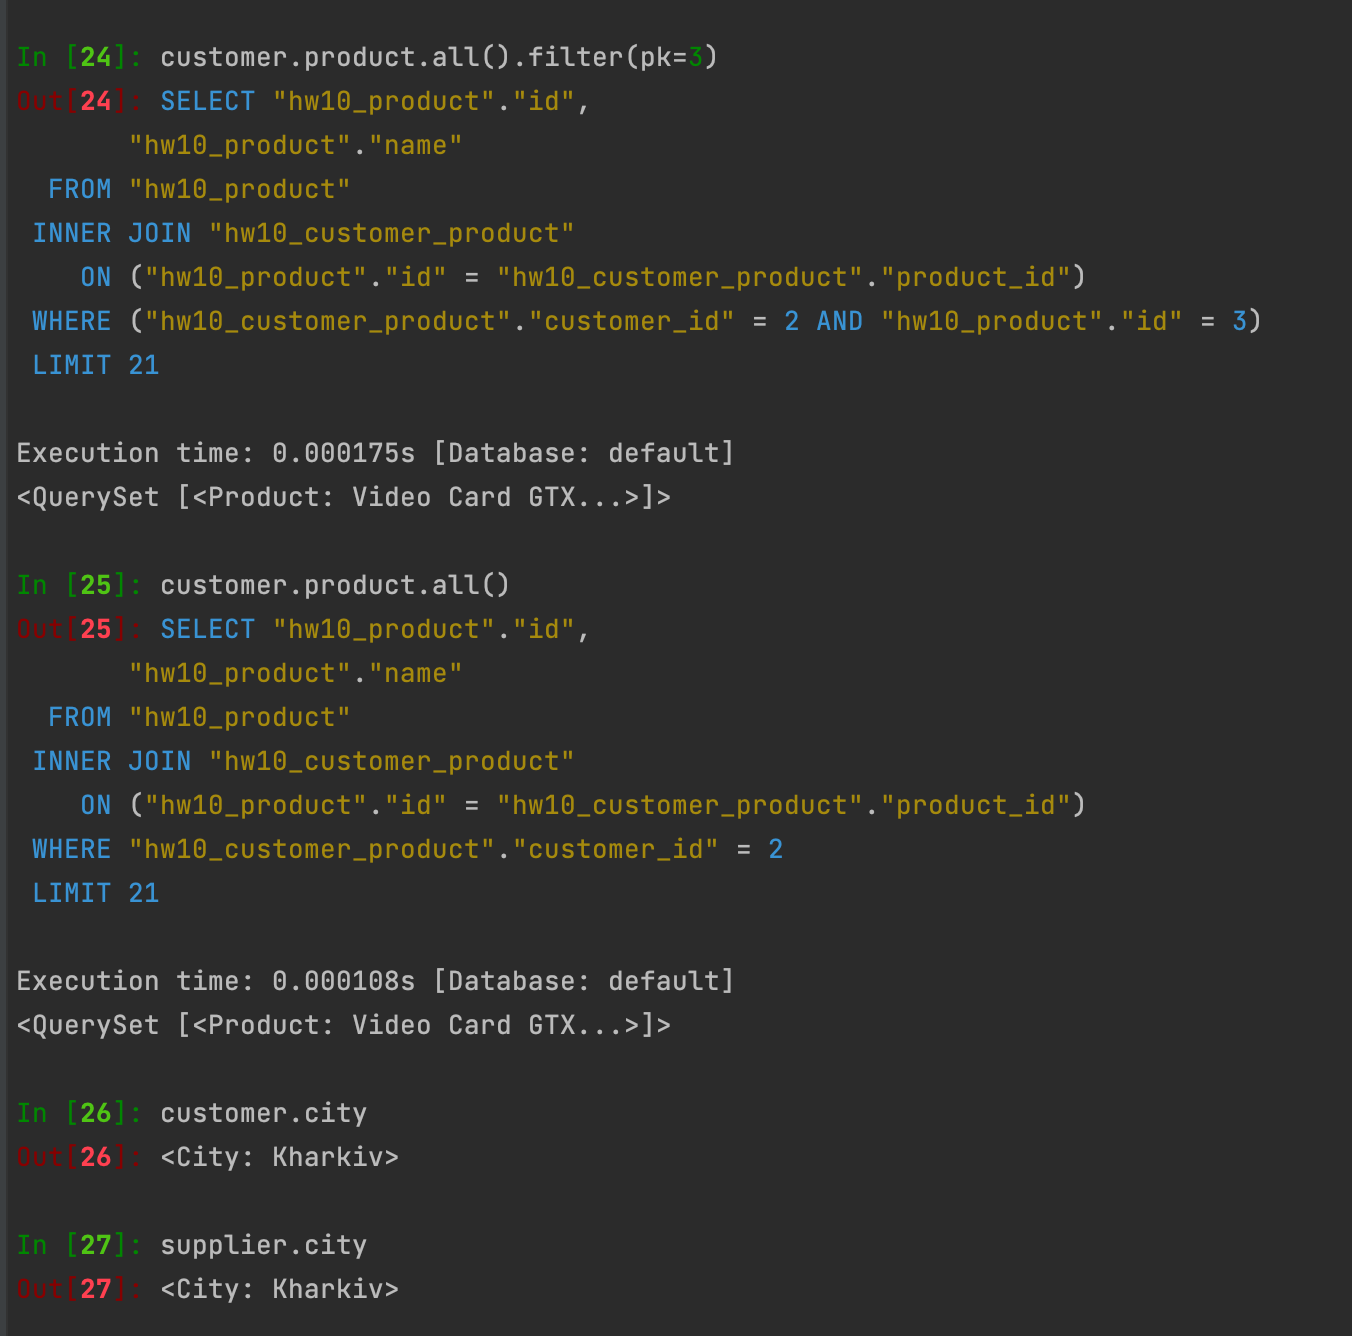 In [24]: customer.product.all().filter(pk=3)
Out[24]: SELECT "hw10_product"."id",
       "hw10_product"."name"
  FROM "hw10_product"
 INNER JOIN "hw10_customer_product"
    ON ("hw10_product"."id" = "hw10_customer_product"."product_id")
 WHERE ("hw10_customer_product"."customer_id" = 2 AND "hw10_product"."id" = 3)
 LIMIT 21

Execution time: 0.000175s [Database: default]
<QuerySet [<Product: Video Card GTX...>]>

In [25]: customer.product.all()
Out[25]: SELECT "hw10_product"."id",
       "hw10_product"."name"
  FROM "hw10_product"
 INNER JOIN "hw10_customer_product"
    ON ("hw10_product"."id" = "hw10_customer_product"."product_id")
 WHERE "hw10_customer_product"."customer_id" = 2
 LIMIT 21

Execution time: 0.000108s [Database: default]
<QuerySet [<Product: Video Card GTX...>]>

In [26]: customer.city
Out[26]: <City: Kharkiv>

In [27]: supplier.city
Out[27]: <City: Kharkiv>